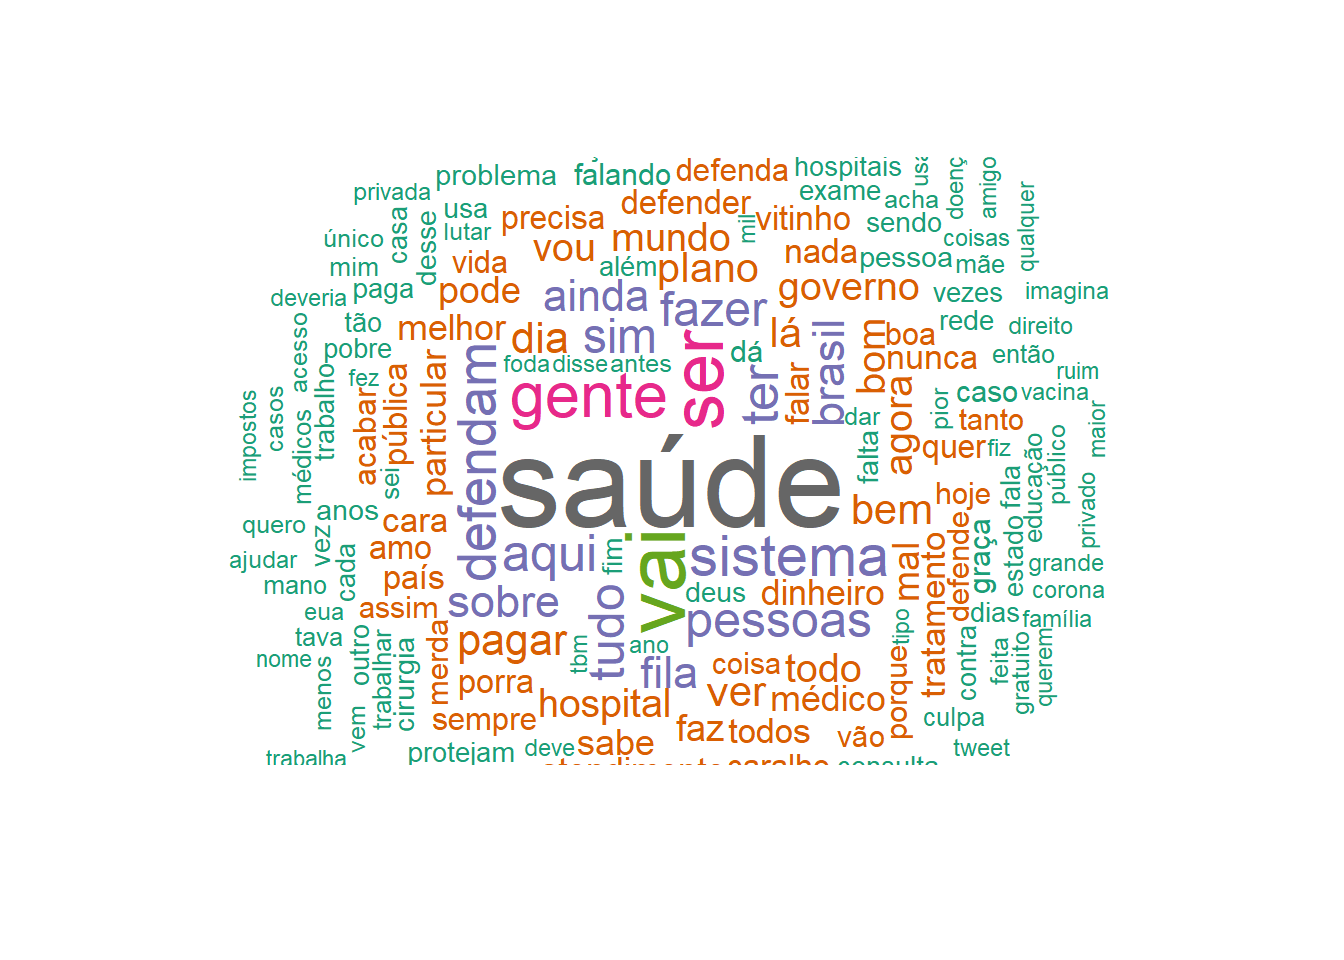 problema
falando
defenda
hospitais
usa
doenç
amigo
privada
exame
acha
qualquer
casa
desse
usa
lutar
precisa
defender
mil
vitinho
sendo
coisas
único
vou
mundo
nada
pessoa
mãe
mim
vida
além
plano
governo
vezes
imagina
deveria
paga
pode
ainda
fazer
rede
direito
acesso
tão
melhor
dia
sim
ser
lá
brasil
bom
boa
nunca
então
pobre
foda
disse
antes
dá
ter
falar
ruim
fez
defendam
gente
agora
pior
caso
vacina
impostos
casos
médicos
trabalho
acabar
pública
particular
dar
tanto
maior
sei
saúde
falta
quer
fiz
educação
público
quero
anos
cara
bem
hoje
fala
privado
ajudar
vez
cada
amo
aqui
fim
vai
sistema
mal
tratamento
defende
graça
estado
grande
mano
país
deus
dinheiro
corona
eua
assim
sobre
tudo
pessoas
dias
família
tava
outro
trabalhar
cirurgia
merda
pagar
tbm
ano
tipo
porque
contra
feita
gratuito
querem
nome
menos
porra
fila
coisa
todo
vem
sempre
hospital
ver
médico
culpa
protejam
deve
sabe
faz
todos
vão
tweet
trabalha
atendimento
caralho
consulta